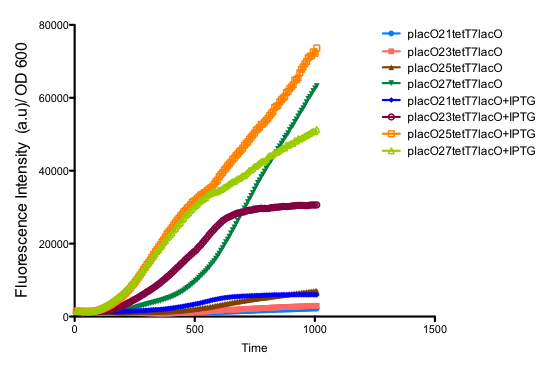 80000
60000
40000
20000
0
0
500
1000
1500
Time
Fluorescence Intensity (a.u)/ OD 600
placO21tetT7lacO
placO23tetT7lacO
placO25tetT7lacO
placO27tetT7lacO
placO21tetT7lacO+IPTG
placO23tetT7lacO+IPTG
placO25tetT7lacO+IPTG
placO27tetT7lacO+IPTG